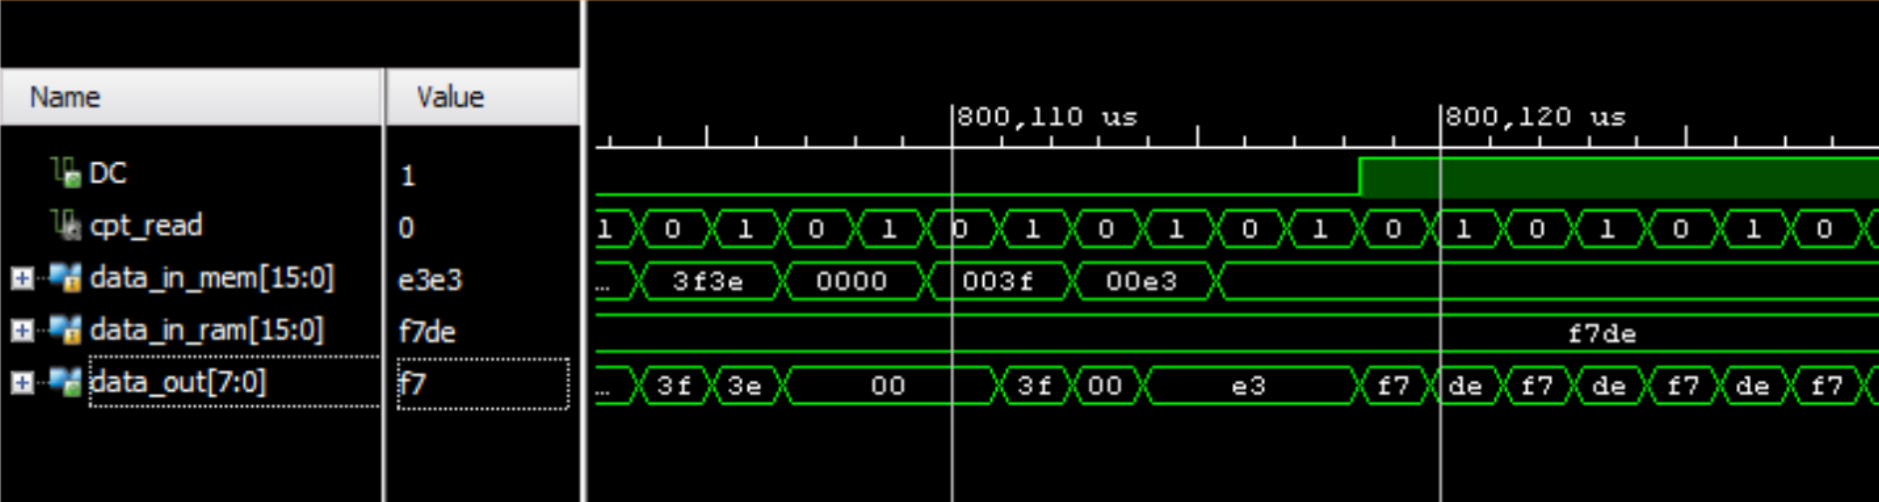 Name Value
800,110 us 800,120 us
DC 1
cpt_read 0 1 0 1 0 1 0 1 0 1 0 1 0 1 0 1 0 1 0
data_in_mem[15:0] e3e3 ... 3f3e 0000 003f 00e3
data_in_ram[15:0] f7de f7de
data_out[7:0] f7 ... 3f 3e 00 3f 00 e3 f7 de f7 de f7 de f7